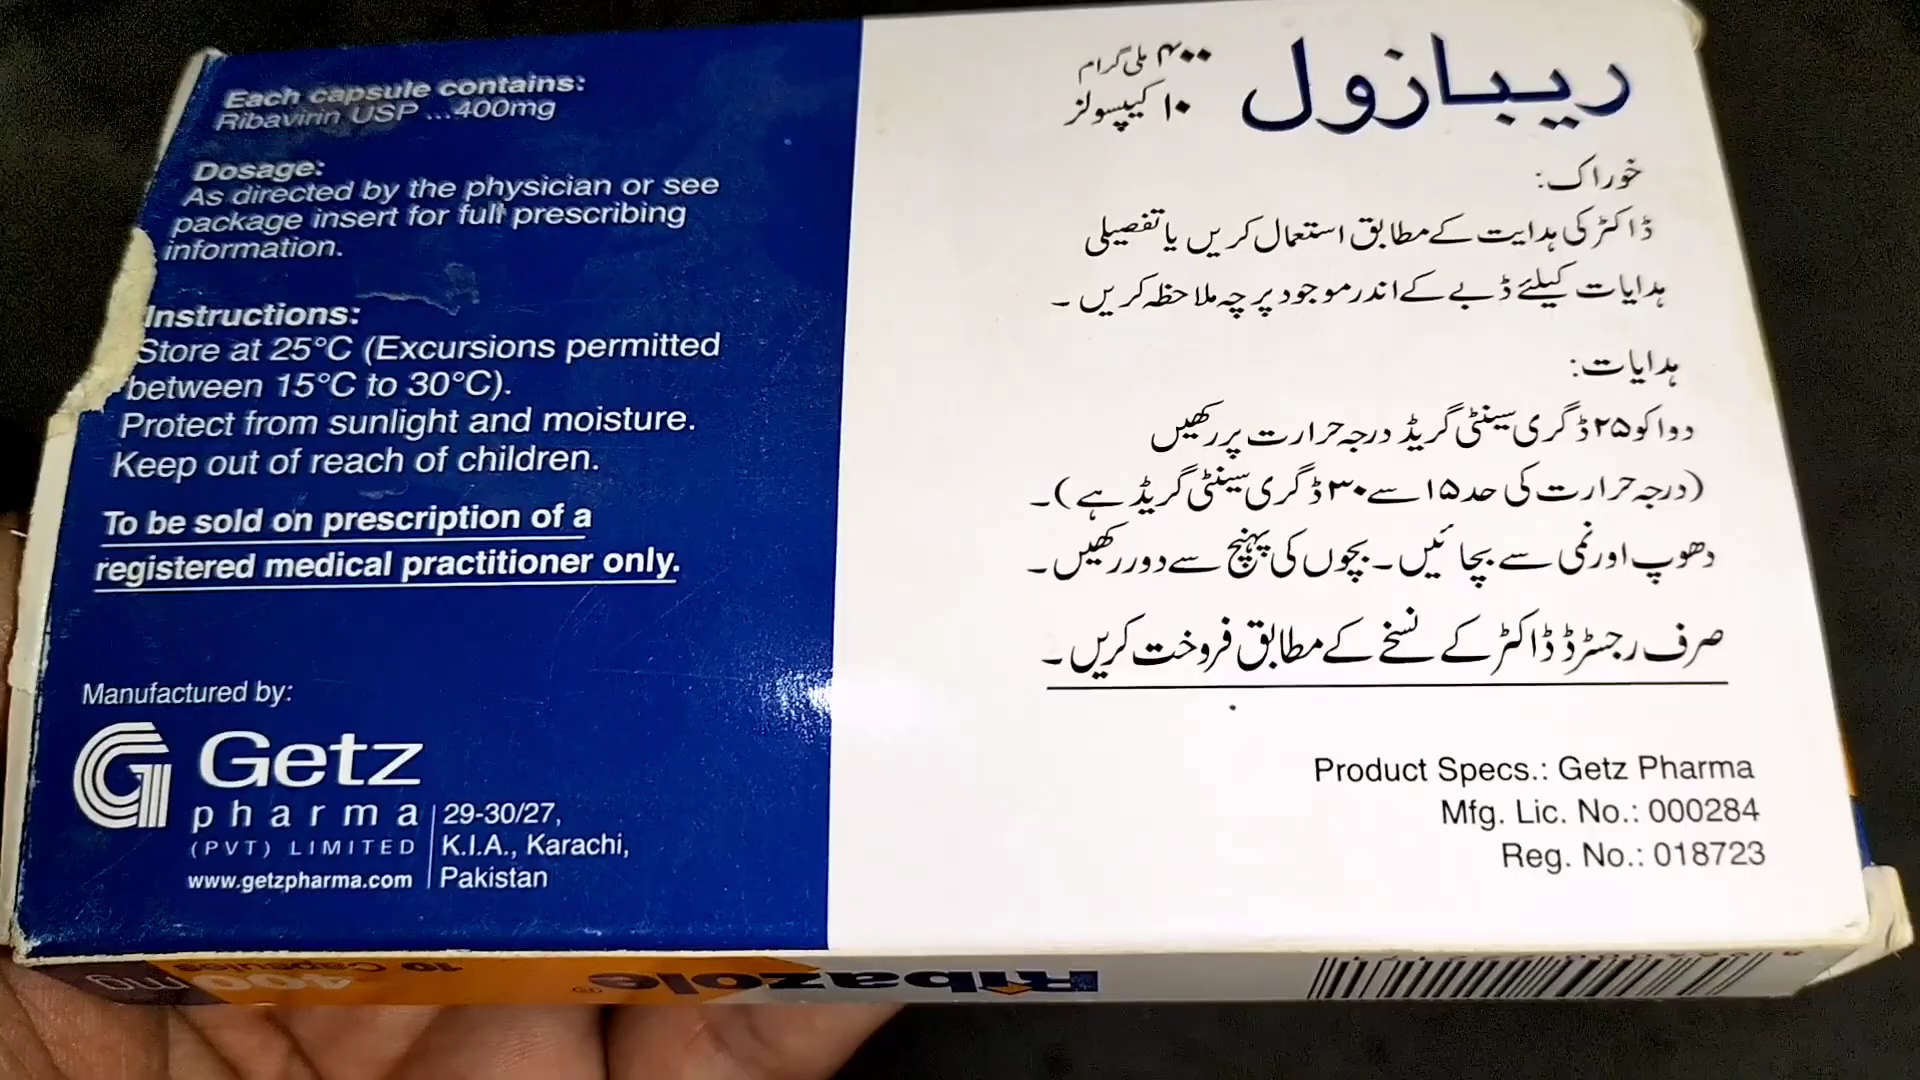 Each capsule contains:
Ribavirin USP ...400mg
Dosage:
As directed by the physician or see
package insert for full prescribing
information.
Instructions:
Store at 25°C (Excursions permitted
between 15°C to 30°C).
Protect from sunlight and moisture.
Keep out of reach of children.
To be sold on prescription of a
registered medical practitioner only.
Manufactured by:
Getz
pharma
(PVT) LIMITED
www.getzpharma.com
29-30/27,
K.I.A., Karachi,
Pakistan
ریبازول
۴۰۰ ملی گرام
۱۰ کیپسولز
خوراک:
ڈاکٹر کی ہدایت کے مطابق استعمال کریں یا تفصیلی
ہدایات کیلئے ڈبے کے اندر موجود پرچہ ملاحظہ کریں ۔
ہدایات:
دوا کو ۲۵ ڈگری سینٹی گریڈ درجہ حرارت پر رکھیں
(درجہ حرارت کی حد ۱۵ سے ۳۰ ڈگری سینٹی گریڈ ہے)۔
دھوپ اور نمی سے بچائیں ۔ بچوں کی پہنچ سے دور رکھیں ۔
صرف رجسٹرڈ ڈاکٹر کے نسخے کے مطابق فروخت کریں ۔
Product Specs.: Getz Pharma
Mfg. Lic. No.: 000284
Reg. No.: 018723
Ribazole®
10 Capsules
400 mg